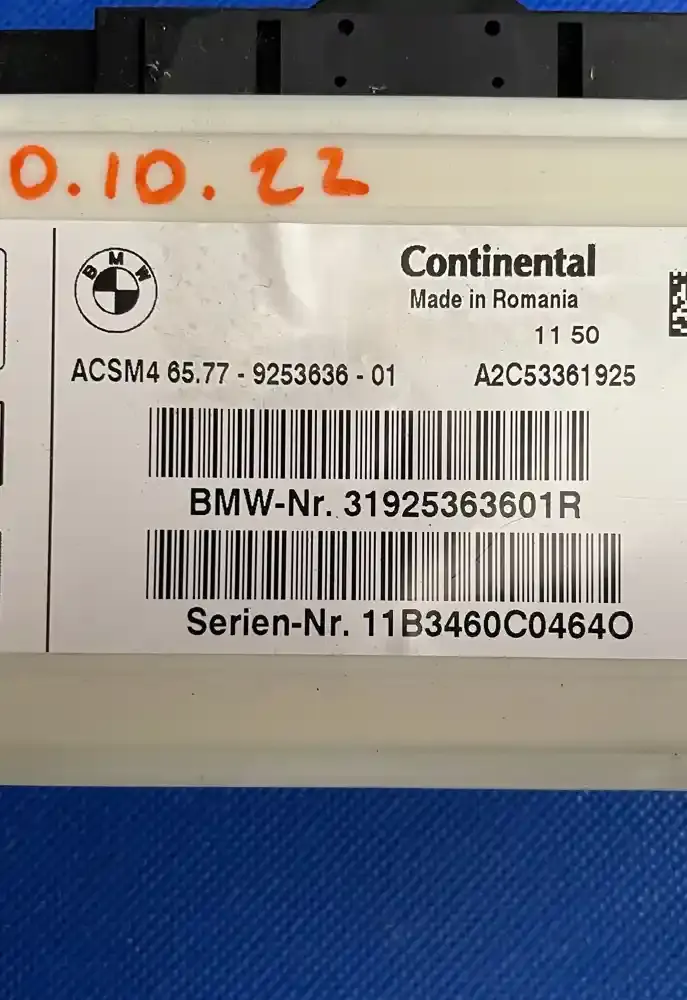 0.10.22
BMW
Continental
Made in Romania
11 50
ACSM4 65.77 - 9253636 - 01 A2C53361925
BMW-Nr. 31925363601R
Serien-Nr. 11B3460C0464O